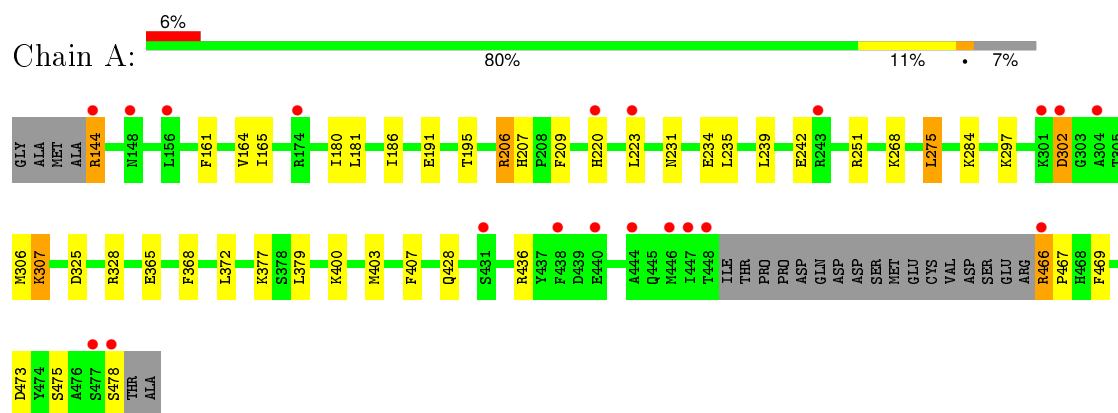 6%
Chain A:
80% 11% • 7%
GLY ALA MET ALA R144 N148 L156 F161 V164 I165 R174 I180 L181 I186 E191 T195 R206 H207 P208 F209 H220 L223 N231 E234 L235 L239 E242 R243 R251 K268 L275 K284 K297 K301 D302 G303 A304 T305
M306 K307 D325 R328 E365 F368 L372 K377 S378 L379 K400 M403 F407 Q428 S431 R436 Y437 F438 D439 E440 A444 Q445 M446 I447 T448 ILE THR PRO PRO ASP GLN ASP ASP SER MET GLU CYS VAL ASP SER GLU ARG R466 P467 H468 F469
D473 Y474 S475 A476 S477 S478 THR ALA